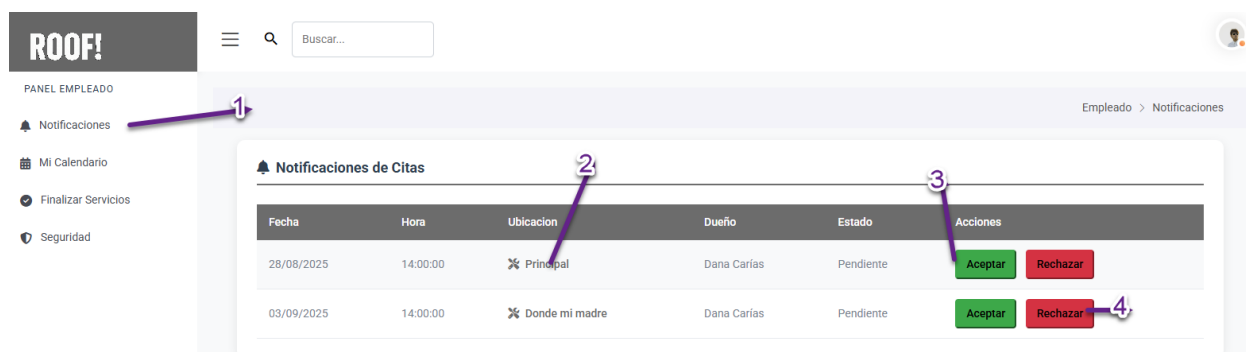 ROOF!
Buscar...
PANEL EMPLEADO
Notificaciones
Mi Calendario
Finalizar Servicios
Seguridad
1
Empleado > Notificaciones
Notificaciones de Citas
2
3
Fecha Hora Ubicacion Dueño Estado Acciones
28/08/2025 14:00:00 Principal Dana Carías Pendiente Aceptar Rechazar
03/09/2025 14:00:00 Donde mi madre Dana Carías Pendiente Aceptar Rechazar
4